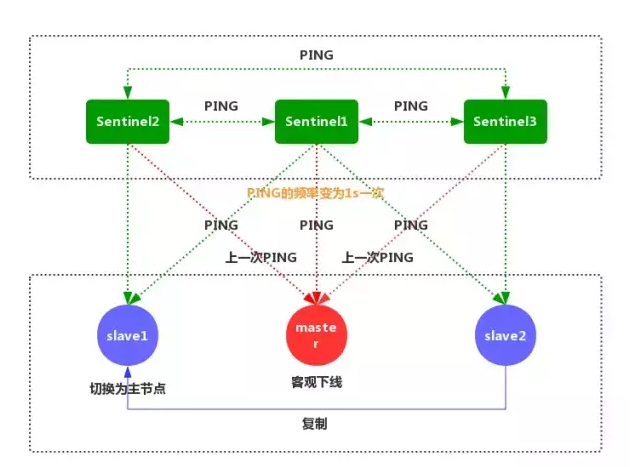 PING
PING PING
Sentinel2 Sentinel1 Sentinel3
PING的频率变为1s一次
PING PING PING
上一次PING 上一次PING
slave1 maste
r slave2
切换为主节点 客观下线
复制